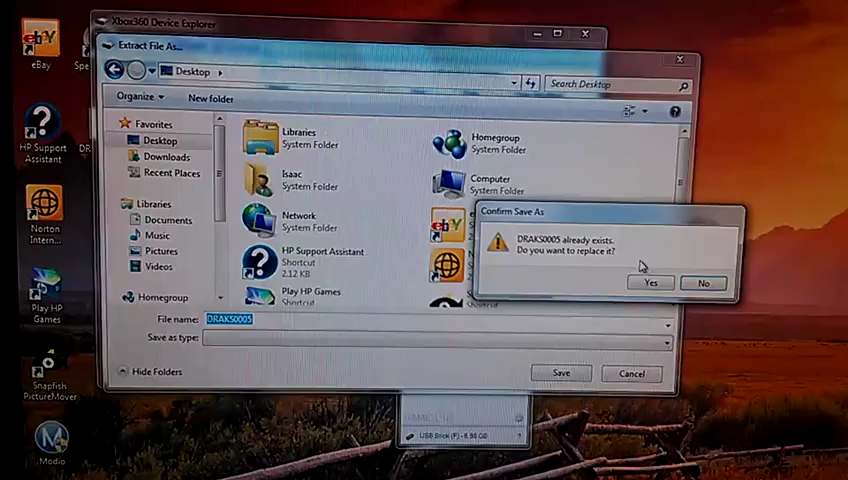 Xbox360 Device Explorer
Extract File As...
Desktop
Search Desktop
Organize
New folder
Favorites
Desktop
Downloads
Recent Places
Libraries
Documents
Music
Pictures
Videos
Homegroup
Libraries
System Folder
Isaac
System Folder
Network
System Folder
HP Support Assistant
Shortcut
2.12 KB
Play HP Games
Shortcut
Homegroup
System Folder
Computer
System Folder
Confirm Save As
DRAKS0005 already exists.
Do you want to replace it?
Yes
No
File name:
DRAKS0005
Save as type:
Hide Folders
Save
Cancel
USB Stick (F) - 6.98 GB
eBay
HP Support
Assistant
Norton
Intern...
Play HP
Games
Snapfish
PictureMover
Modio